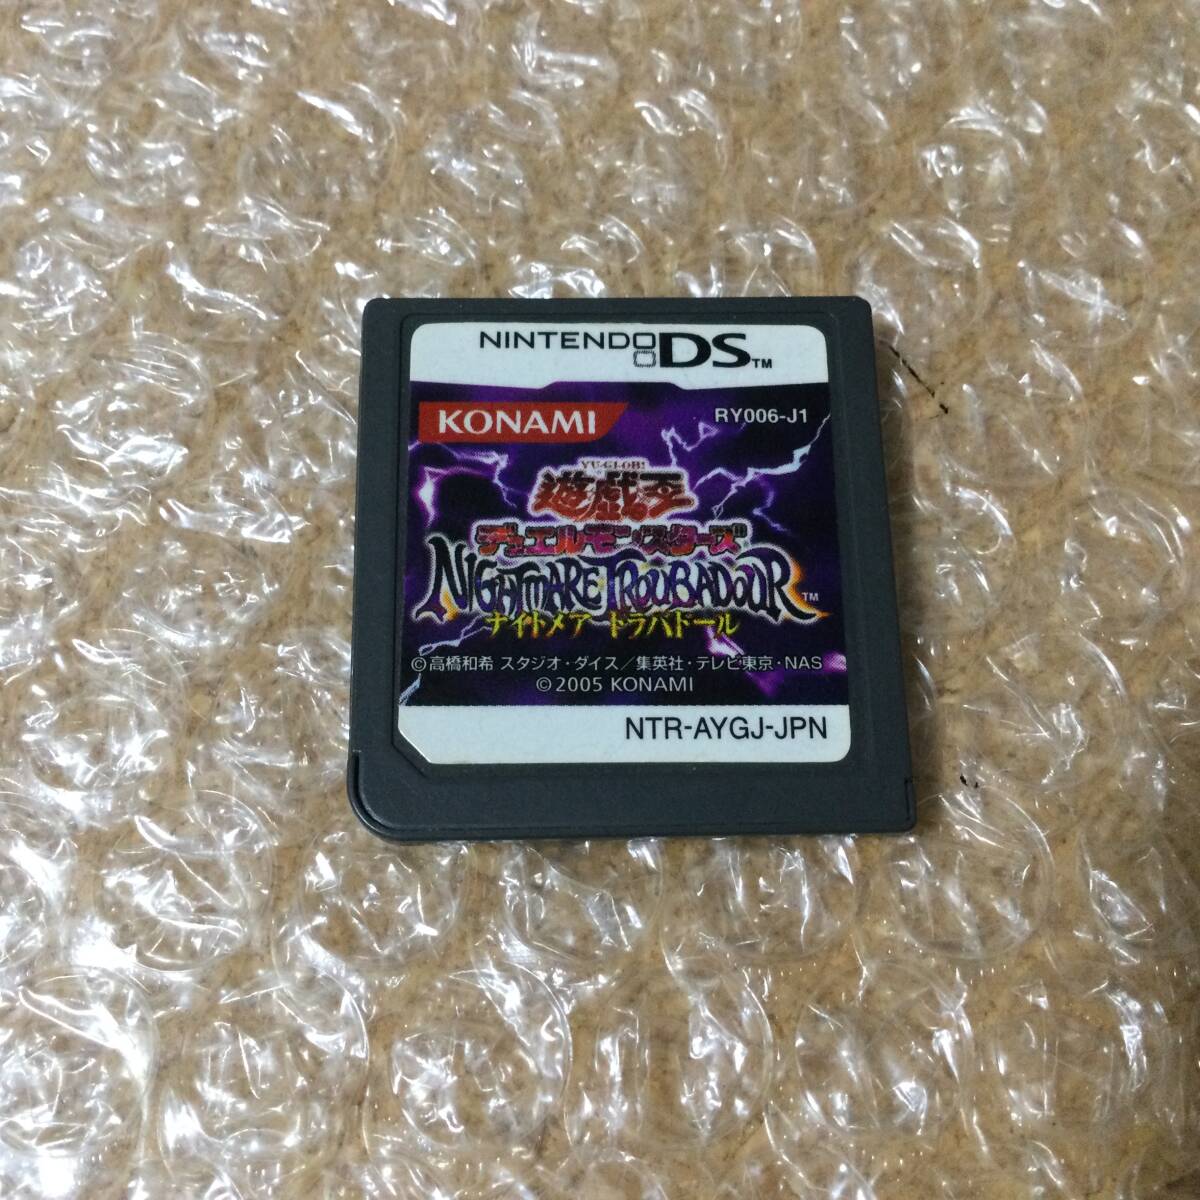 NINTENDO DS™
KONAMI
RY006-J1
YU-GI-OH!
遊戯王
デュエルモンスターズ
NIGHTMARE TROUBADOUR™
ナイトメア トラバドール
©高橋和希 スタジオ・ダイス／集英社・テレビ東京・NAS
©2005 KONAMI
NTR-AYGJ-JPN